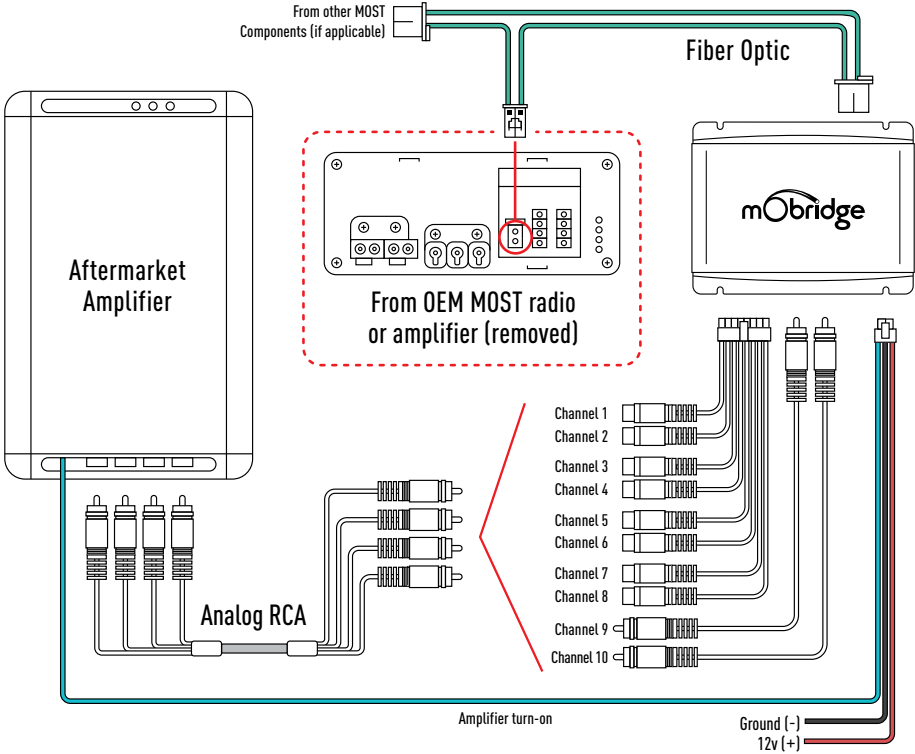 From other MOST
Components (if applicable)
Fiber Optic
mObridge
Aftermarket
Amplifier
From OEM MOST radio
or amplifier (removed)
Channel 1
Channel 2
Channel 3
Channel 4
Channel 5
Channel 6
Channel 7
Channel 8
Channel 9
Channel 10
Analog RCA
Amplifier turn-on
Ground (-)
12v (+)